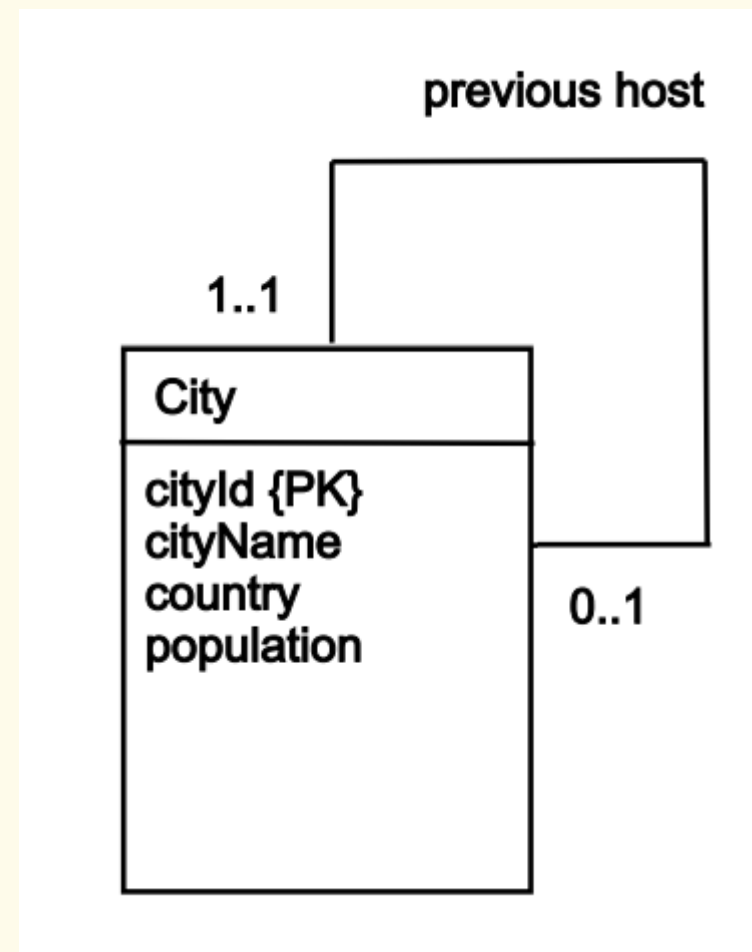 previous host
1..1
City
cityId {PK}
cityName
country
0..1
population